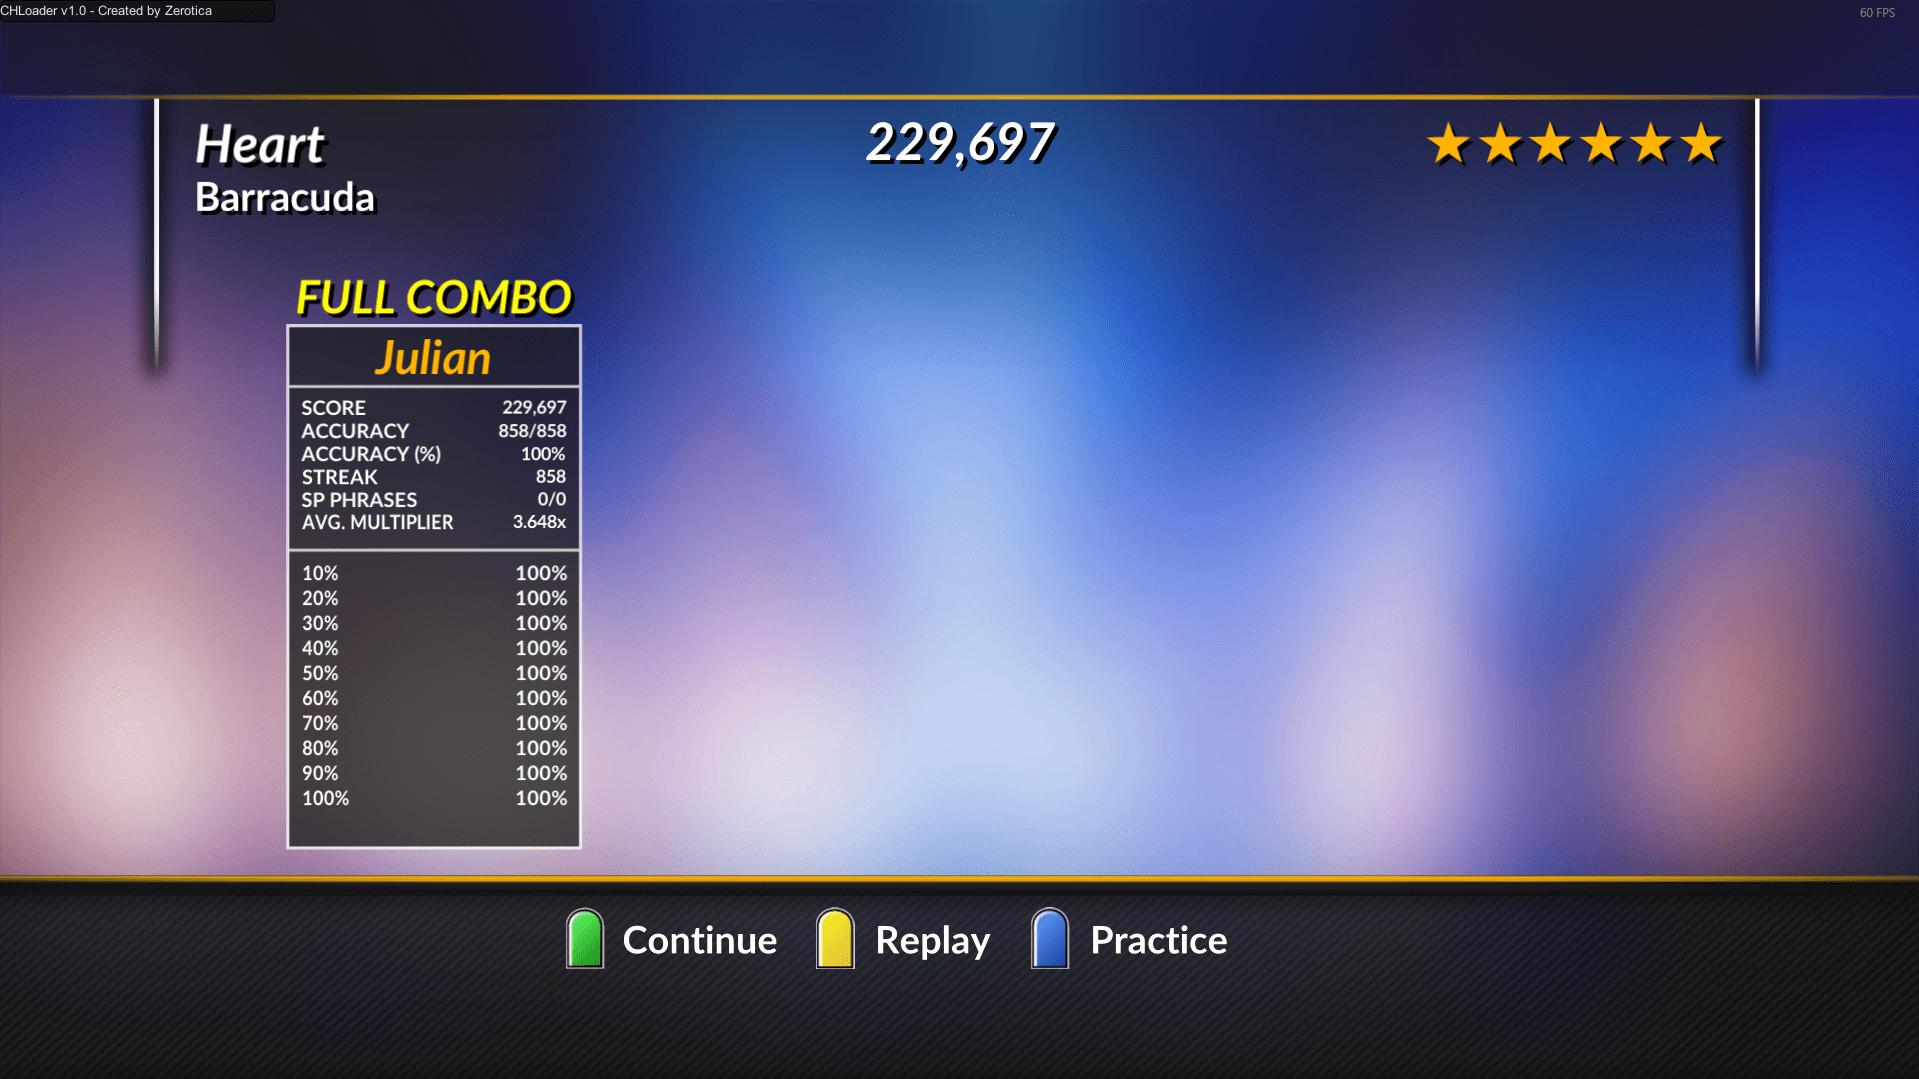 CHLoader v1.0 - Created by Zerotica
60 FPS
Heart
229,697
Barracuda
FULL COMBO
Julian
SCORE 229,697
ACCURACY 858/858
ACCURACY (%) 100%
STREAK 858
SP PHRASES 0/0
AVG. MULTIPLIER 3.648x
10% 100%
20% 100%
30% 100%
40% 100%
50% 100%
60% 100%
70% 100%
80% 100%
90% 100%
100% 100%
Continue Replay Practice